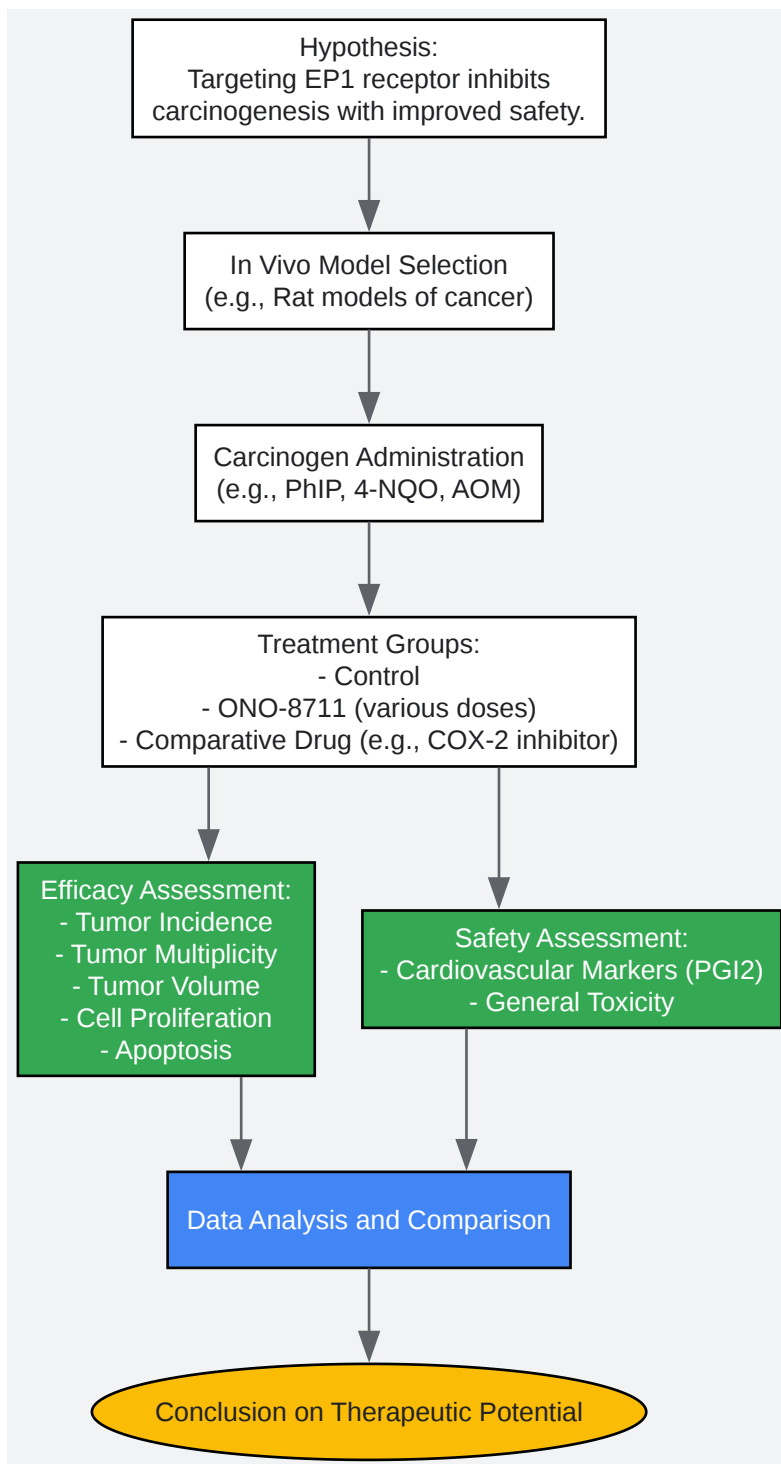 Hypothesis:
Targeting EP1 receptor inhibits
carcinogenesis with improved safety.
In Vivo Model Selection
(e.g., Rat models of cancer)
Carcinogen Administration
(e.g., PhIP, 4-NQO, AOM)
Treatment Groups:
- Control
- ONO-8711 (various doses)
- Comparative Drug (e.g., COX-2 inhibitor)
Efficacy Assessment:
- Tumor Incidence
- Tumor Multiplicity
- Tumor Volume
- Cell Proliferation
- Apoptosis
Safety Assessment:
- Cardiovascular Markers (PGI2)
- General Toxicity
Data Analysis and Comparison
Conclusion on Therapeutic Potential